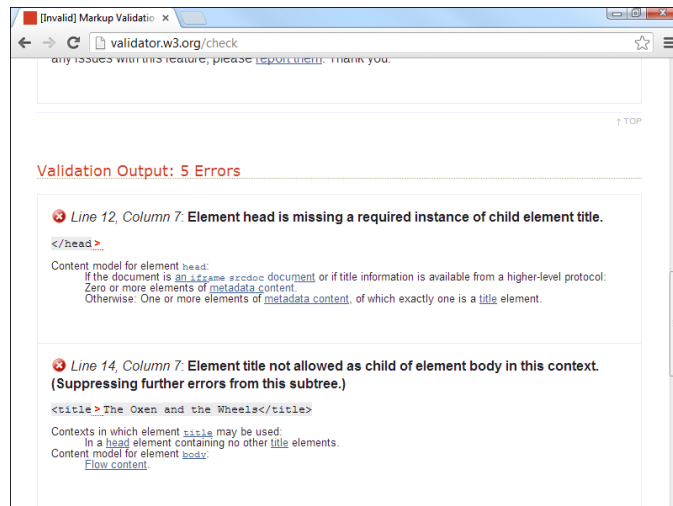 [Invalid] Markup Validatio
validator.w3.org/check
any issues with this feature, please report them. Thank you.
↑ TOP
Validation Output: 5 Errors
Line 12, Column 7: Element head is missing a required instance of child element title.
</head>
Content model for element head:
If the document is an iframe srcdoc document or if title information is available from a higher-level protocol:
Zero or more elements of metadata content.
Otherwise: One or more elements of metadata content, of which exactly one is a title element.
Line 14, Column 7: Element title not allowed as child of element body in this context.
(Suppressing further errors from this subtree.)
<title>The Oxen and the Wheels</title>
Contexts in which element title may be used:
In a head element containing no other title elements.
Content model for element body:
Flow content.